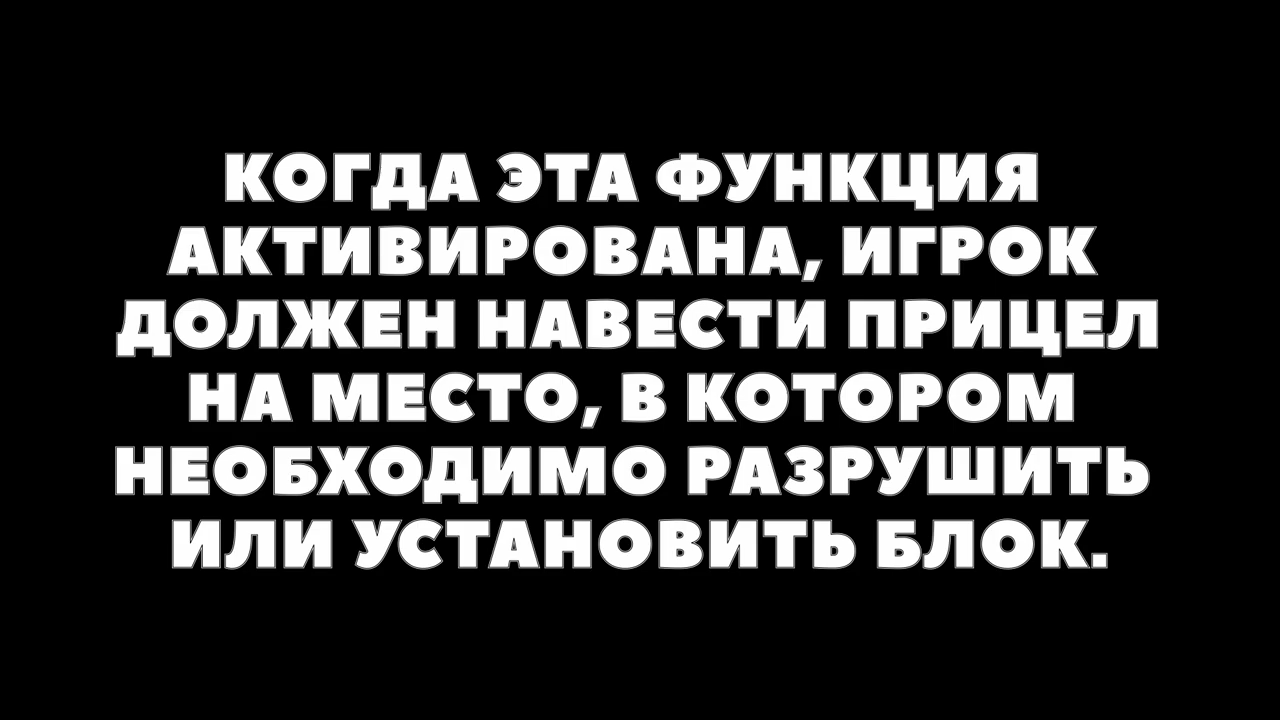 КОГДА ЭТА ФУНКЦИЯ
АКТИВИРОВАНА, ИГРОК
ДОЛЖЕН НАВЕСТИ ПРИЦЕЛ
НА МЕСТО, В КОТОРОМ
НЕОБХОДИМО РАЗРУШИТЬ
ИЛИ УСТАНОВИТЬ БЛОК.